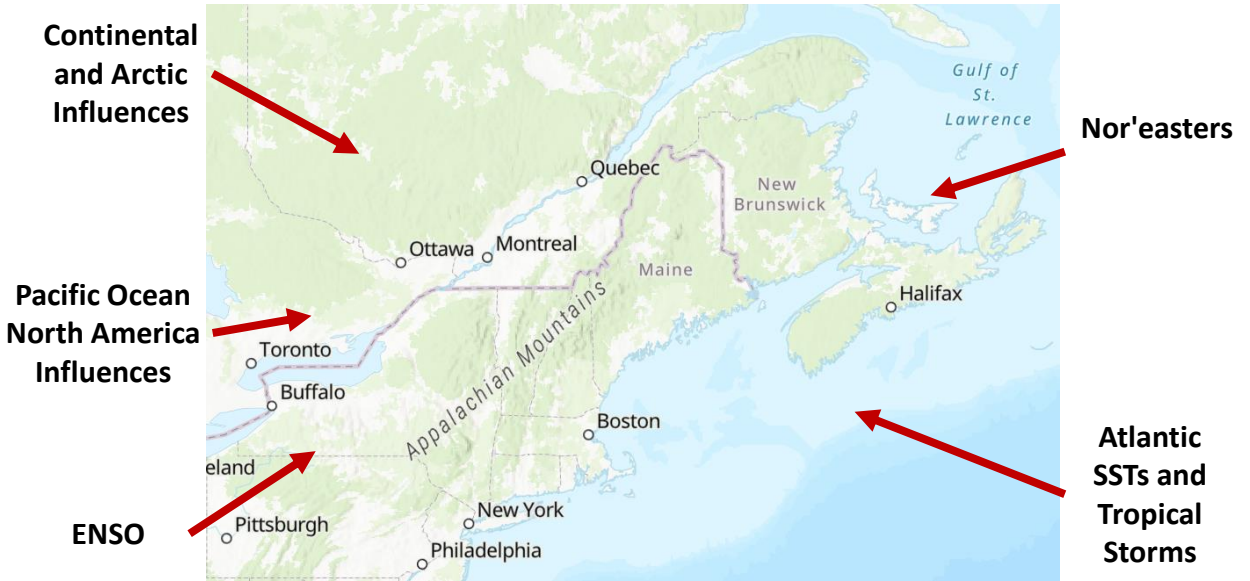 Continental
and Arctic
Influences
Gulf of
St.
Lawrence
Nor'easters
Quebec
New
Brunswick
Ottawa
Montreal
Maine
Pacific Ocean
North America
Influences
Halifax
Toronto
Appalachian Mountains
Buffalo
Boston
eland
Atlantic
SSTs and
Tropical
Storms
ENSO
Pittsburgh
New York
Philadelphia